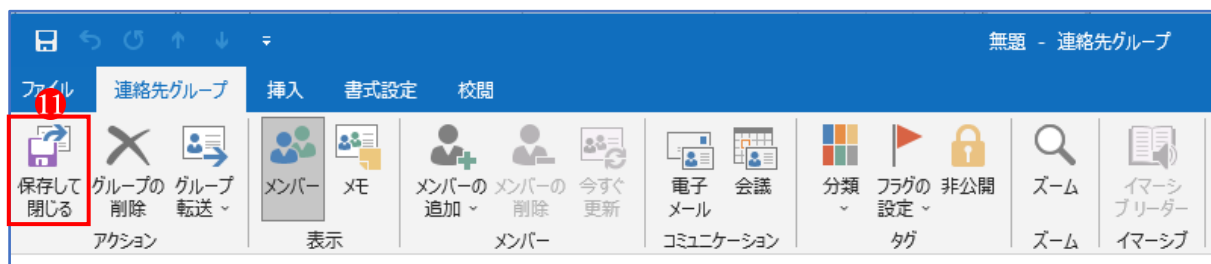 無題 - 連絡先グループ
ファイル 連絡先グループ 挿入 書式設定 校閲
11
保存して グループの グループ メンバー メモ メンバーの メンバーの 今すぐ 電子 会議 分類 フラグの 非公開 ズーム イマーシ
閉じる 削除 転送 追加 削除 更新 メール 設定 ブ リーダー
アクション 表示 メンバー コミュニケーション タグ ズーム イマーシブ